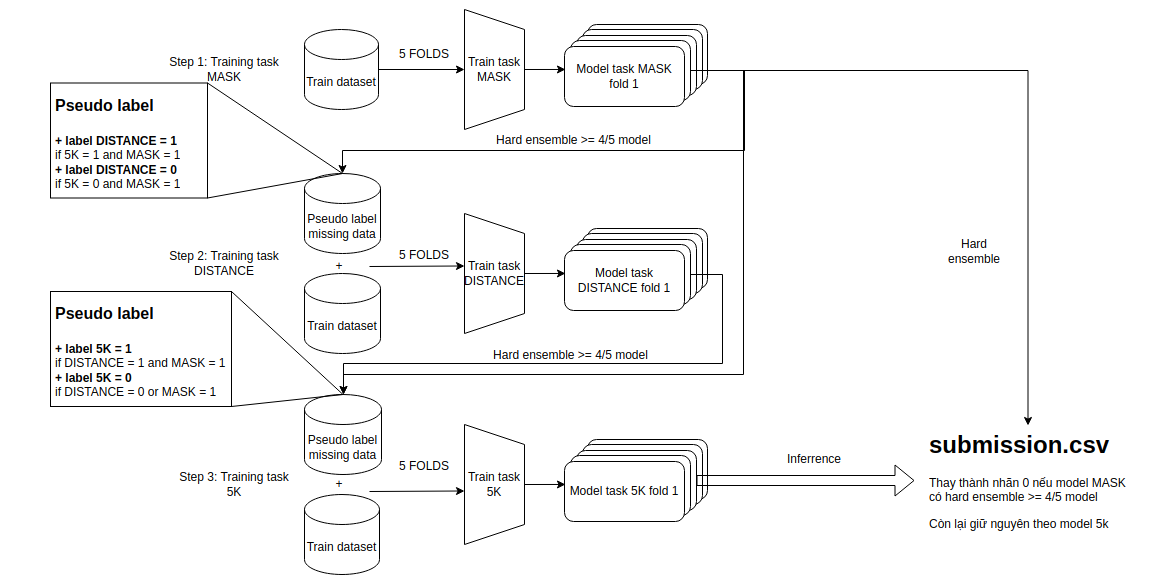 Step 1: Training task
MASK
Train dataset
5 FOLDS
Train task
MASK
Model task MASK
fold 1
Pseudo label
+ label DISTANCE = 1
if 5K = 1 and MASK = 1
+ label DISTANCE = 0
if 5K = 0 and MASK = 1
Hard ensemble >= 4/5 model
Pseudo label
missing data
Step 2: Training task
DISTANCE
+
Train dataset
5 FOLDS
Train task
DISTANCE
Model task
DISTANCE fold 1
Hard
ensemble
Pseudo label
+ label 5K = 1
if DISTANCE = 1 and MASK = 1
+ label 5K = 0
if DISTANCE = 0 or MASK = 1
Hard ensemble >= 4/5 model
Pseudo label
missing data
Step 3: Training task
5K
+
Train dataset
5 FOLDS
Train task
5K
Model task 5K fold 1
Inferrence
submission.csv
Thay thành nhãn 0 nếu model MASK
có hard ensemble >= 4/5 model
Còn lại giữ nguyên theo model 5k